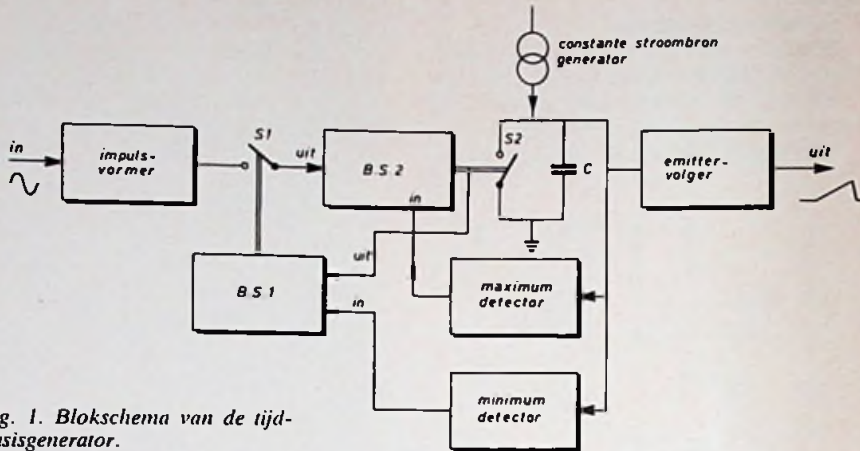 constante stroombron
generator
in
impuls-
vormer
S1
uit
B.S.2
in
S2
C
emitter-
volger
uit
uit
B.S.1
in
maximum
detector
minimum
detector
g. 1. Blokschema van de tijd-
asisgenerator.